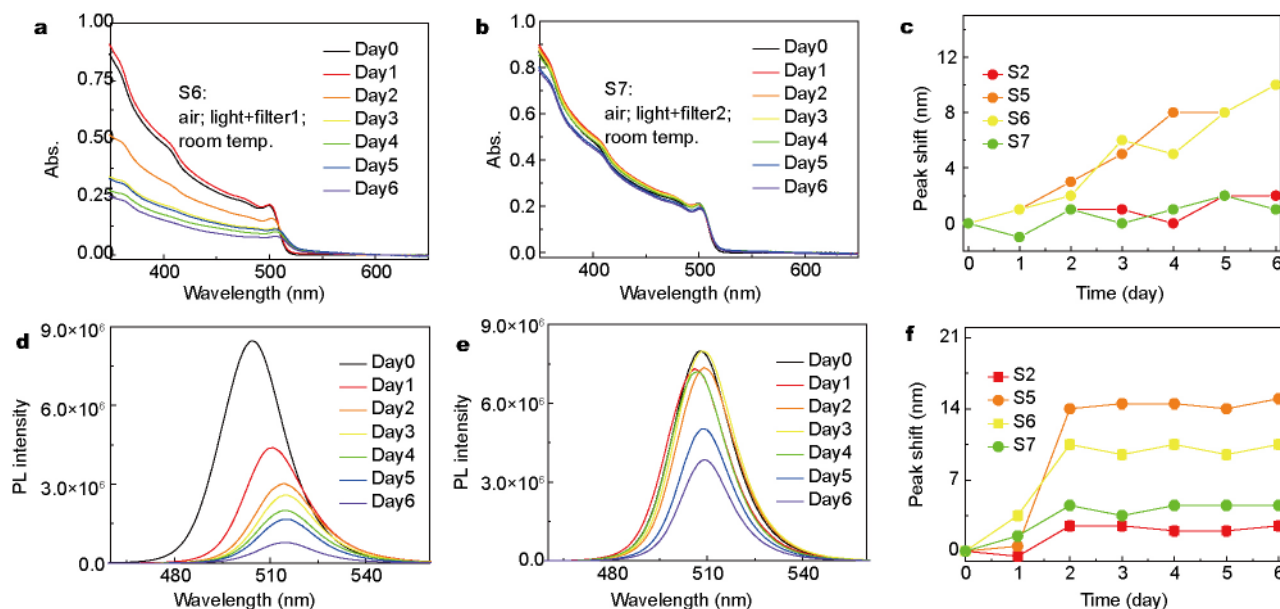 a
1.00
0.75
0.50
0.25
0.00
Abs.
S6:
air; light+filter1;
room temp.
Day0
Day1
Day2
Day3
Day4
Day5
Day6
400 500 600
Wavelength (nm)
b
1.0
0.8
0.6
0.4
0.2
0.0
Abs.
S7:
air; light+filter2;
room temp.
Day0
Day1
Day2
Day3
Day4
Day5
Day6
400 500 600
Wavelength (nm)
c
12
8
4
0
Peak shift (nm)
S2
S5
S6
S7
0 1 2 3 4 5 6
Time (day)
d
9.0×10⁶
6.0×10⁶
3.0×10⁶
0.0
PL intensity
Day0
Day1
Day2
Day3
Day4
Day5
Day6
480 510 540
Wavelength (nm)
e
9.0×10⁶
6.0×10⁶
3.0×10⁶
0.0
PL intensity
Day0
Day1
Day2
Day3
Day4
Day5
Day6
480 510 540
Wavelength (nm)
f
21
14
7
0
Peak shift (nm)
S2
S5
S6
S7
0 1 2 3 4 5 6
Time (day)